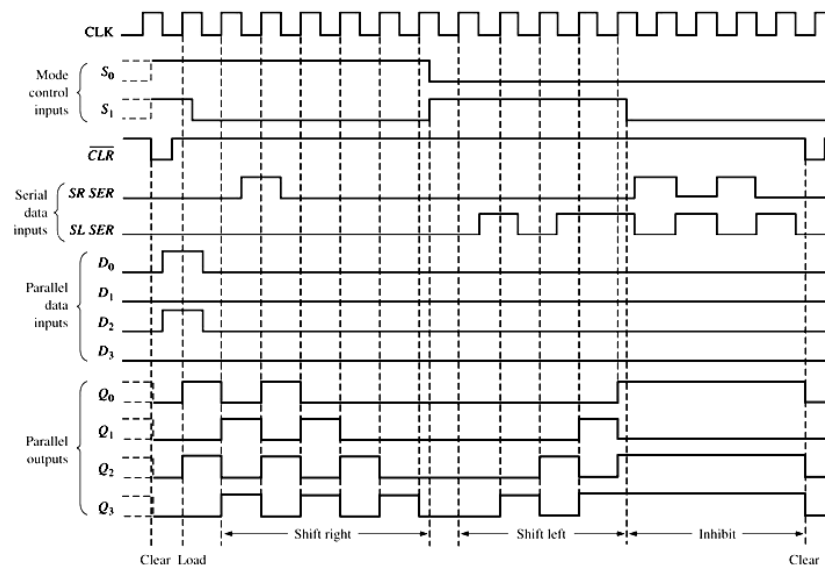 CLK
Mode
control
inputs
S₀
S₁
CLR
Serial
data
inputs
SR SER
SL SER
Parallel
data
inputs
D₀
D₁
D₂
D₃
Parallel
outputs
Q₀
Q₁
Q₂
Q₃
Shift right
Shift left
Inhibit
Clear
Load
Clear